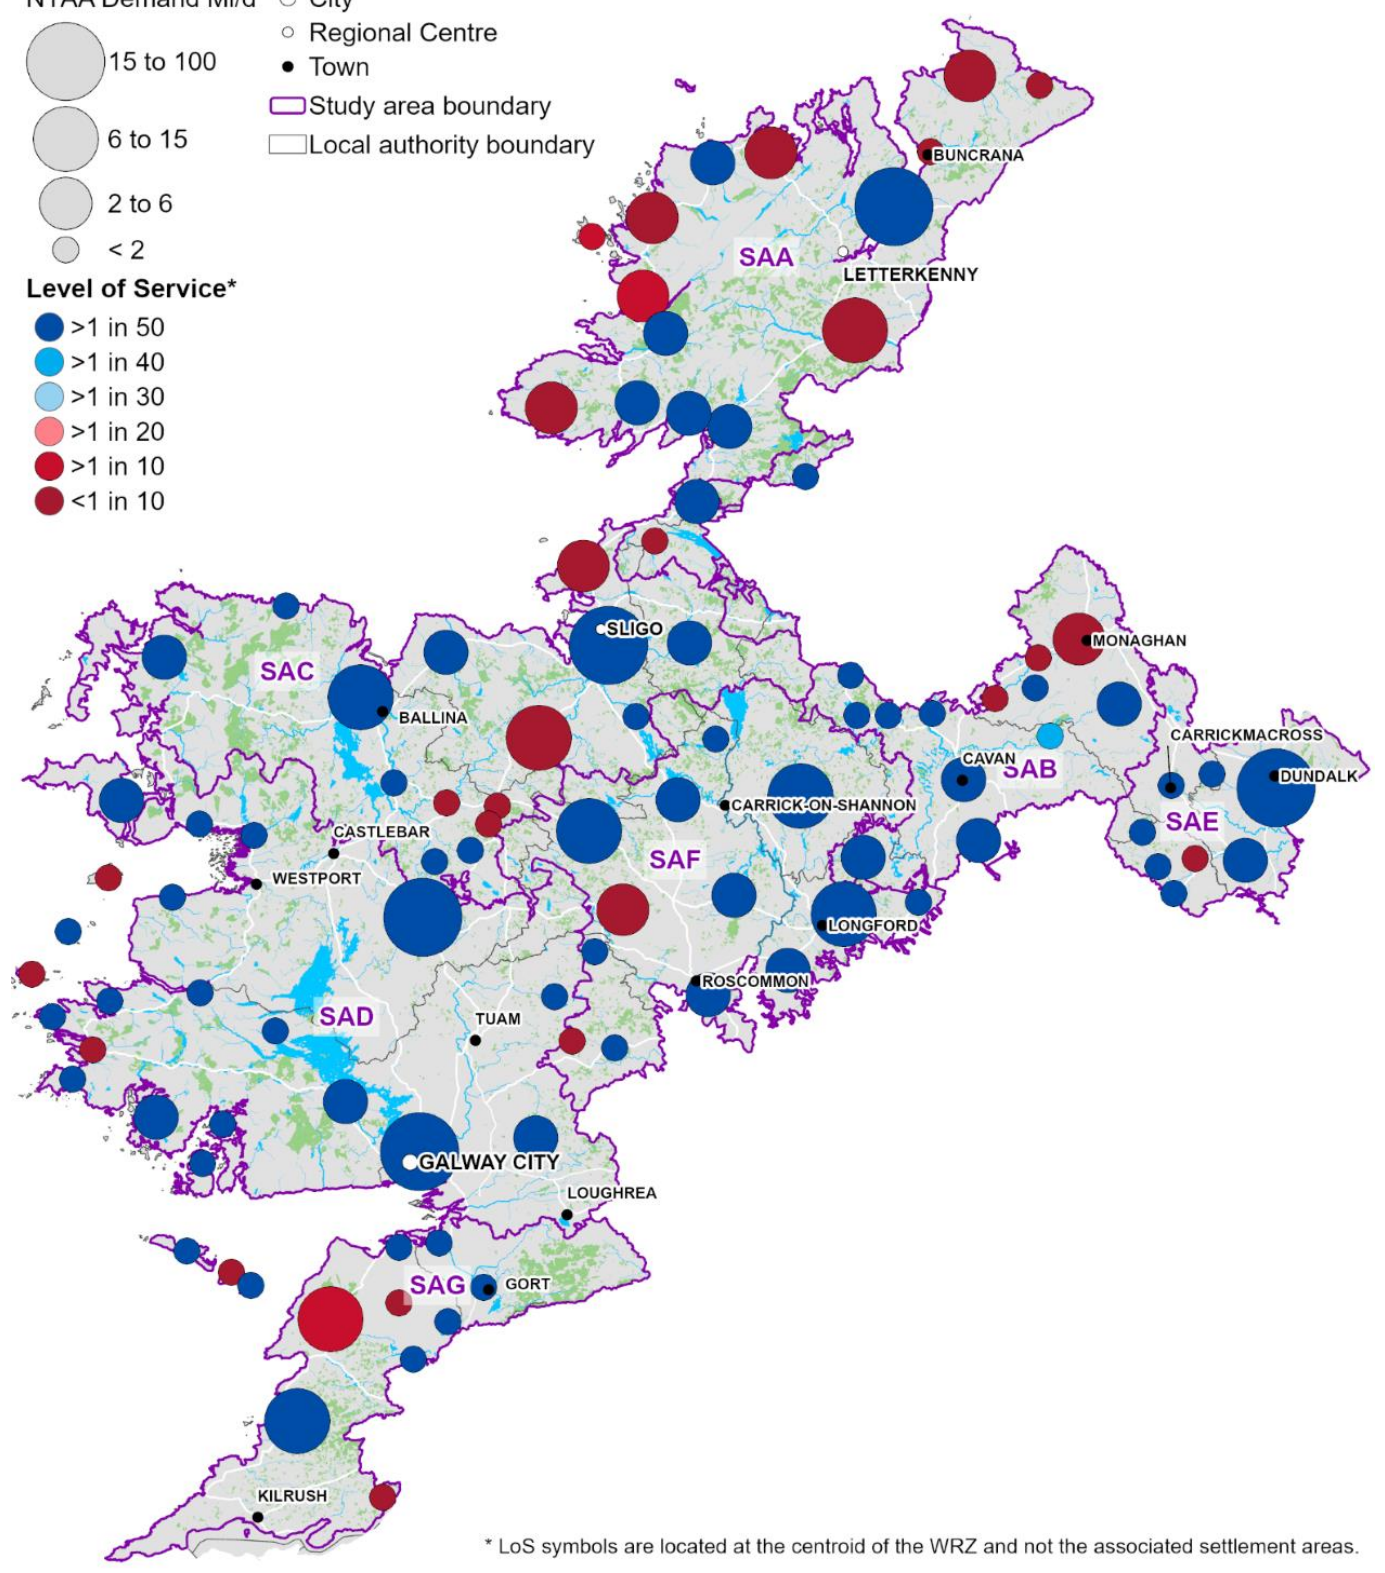 NYAA Demand Ml/d
City
15 to 100
Regional Centre
Town
Study area boundary
6 to 15
Local authority boundary
2 to 6
< 2
Level of Service*
>1 in 50
>1 in 40
>1 in 30
>1 in 20
>1 in 10
<1 in 10
BUNCRANA
SAA
LETTERKENNY
SLIGO
MONAGHAN
SAC
BALLINA
CARRICKMACROSS
CAVAN
SAB
DUNDALK
CARRICK-ON-SHANNON
SAE
CASTLEBAR
SAF
WESTPORT
LONGFORD
ROSCOMMON
SAD
TUAM
GALWAY CITY
LOUGHREA
SAG
GORT
KILRUSH
* LoS symbols are located at the centroid of the WRZ and not the associated settlement areas.